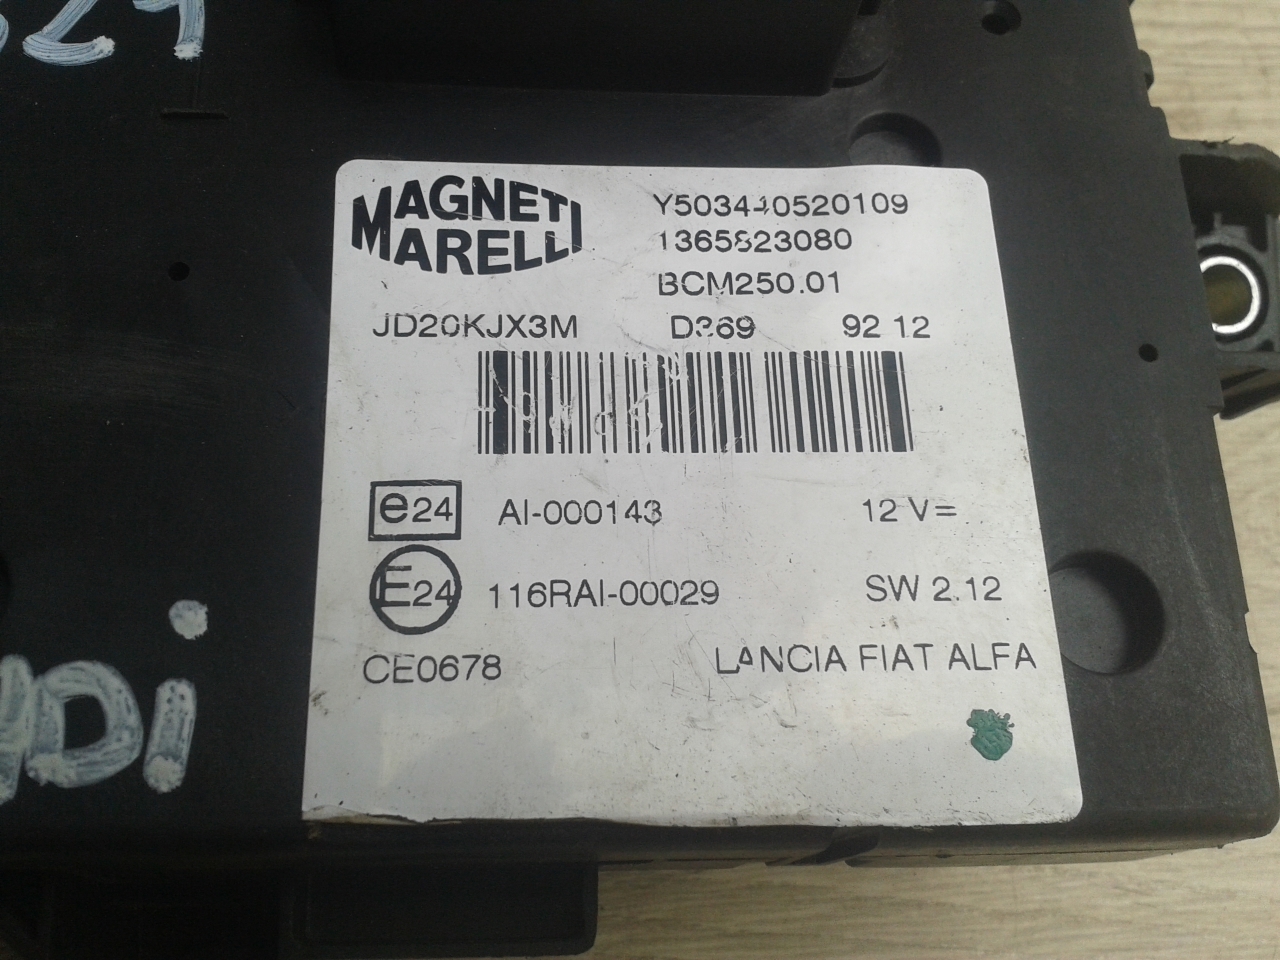 MAGNETI
MARELLI
Y503440520109
1365823080
BCM250.01
JD20KJX3M D369 92 12
e24 AI-000143 12 V=
E24 116RAI-00029 SW 2.12
CE0678 LANCIA FIAT ALFA